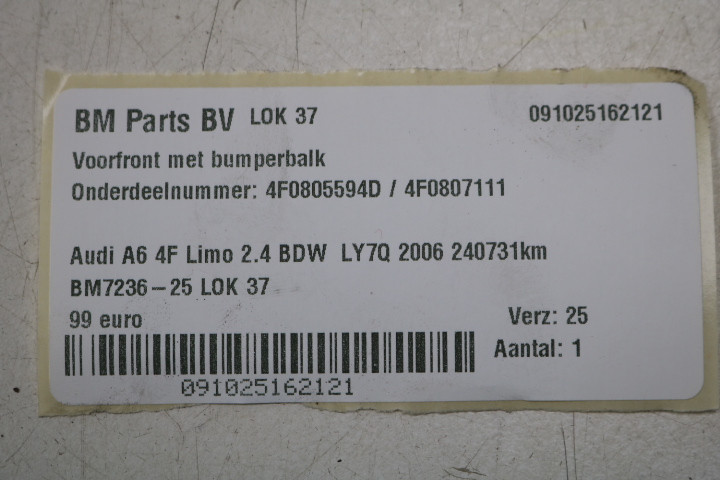 BM Parts BV LOK 37 091025162121
Voorfront met bumperbalk
Onderdeelnummer: 4F0805594D / 4F0807111
Audi A6 4F Limo 2.4 BDW LY7Q 2006 240731km
BM7236-25 LOK 37
99 euro Verz: 25
Aantal: 1
091025162121